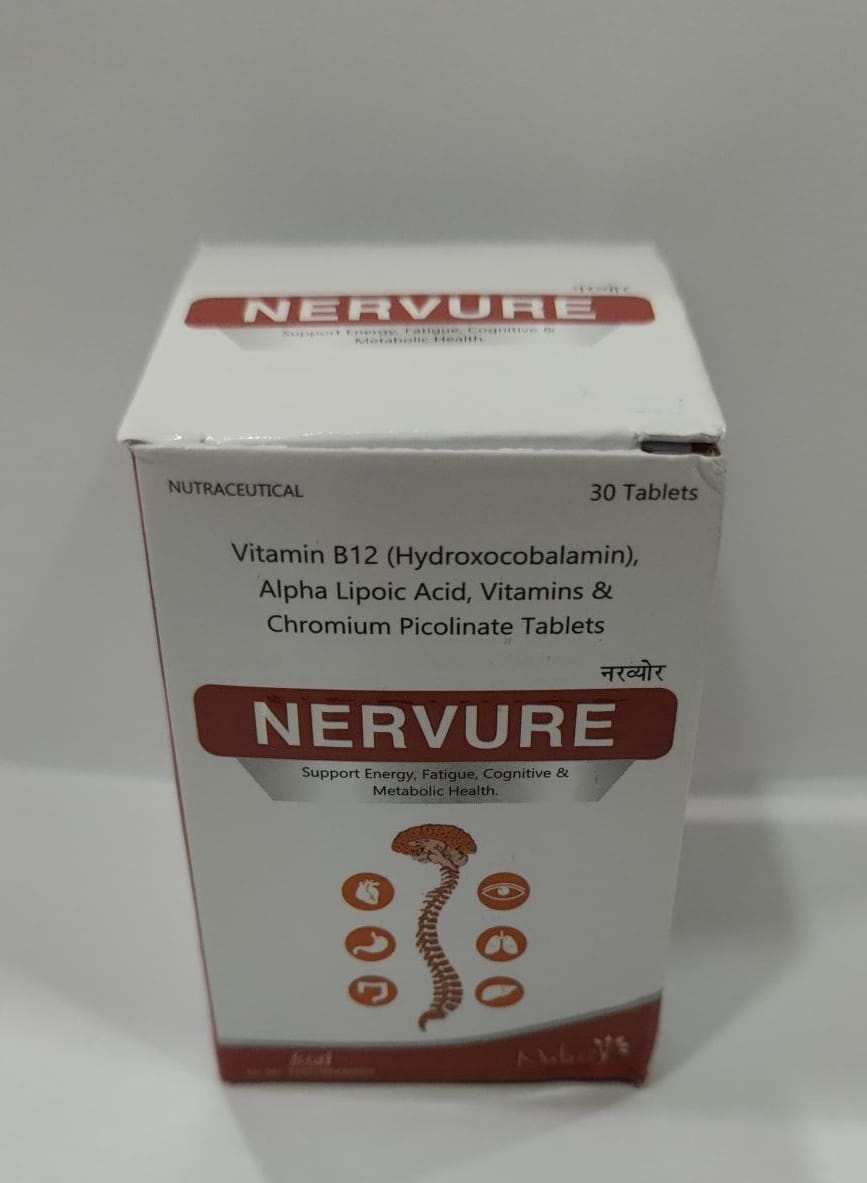 NERVURE
Support Energy, Fatigue, Cognitive &
Metabolic Health.
NUTRACEUTICAL
30 Tablets
Vitamin B12 (Hydroxocobalamin),
Alpha Lipoic Acid, Vitamins &
Chromium Picolinate Tablets
नरव्योर
NERVURE
Support Energy, Fatigue, Cognitive &
Metabolic Health.